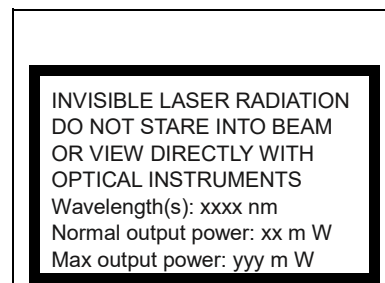 INVISIBLE LASER RADIATION
DO NOT STARE INTO BEAM
OR VIEW DIRECTLY WITH
OPTICAL INSTRUMENTS
Wavelength(s): xxxx nm
Normal output power: xx m W
Max output power: yyy m W